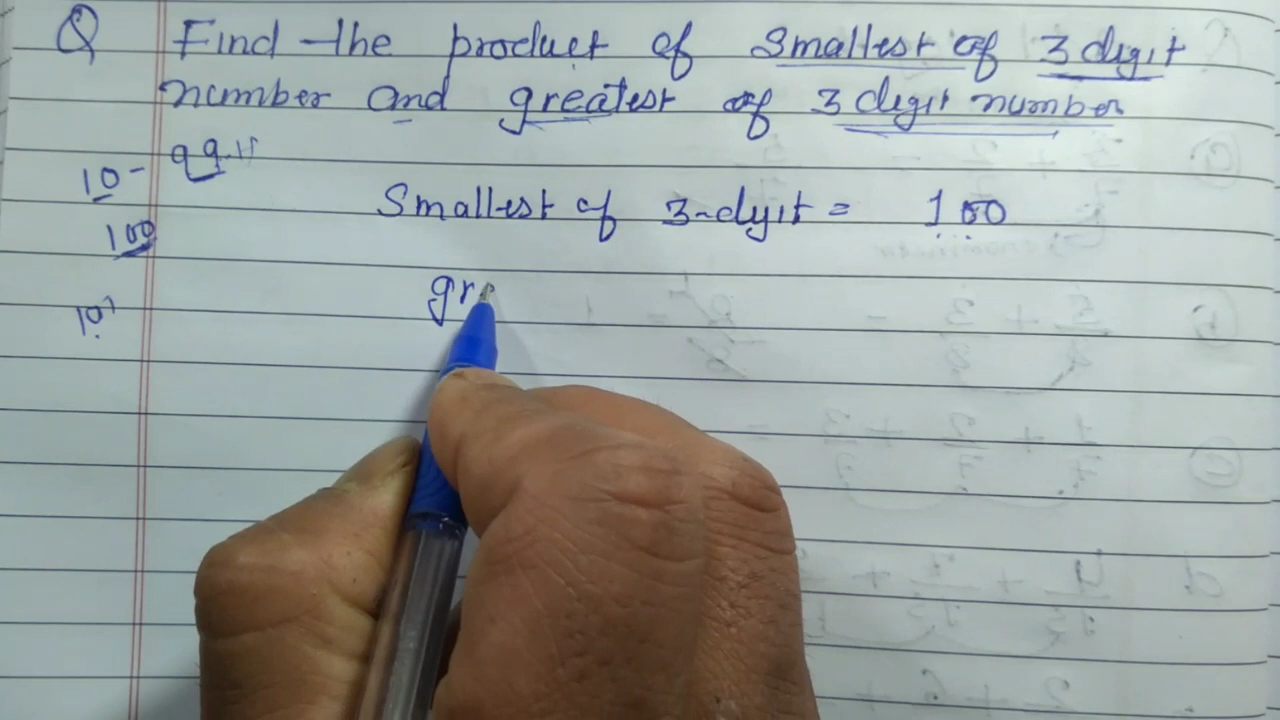 Q Find the product of Smallest of 3 digit
number and greatest of 3 digit number
10 - 99
Smallest of 3-digit = 100
100
gr